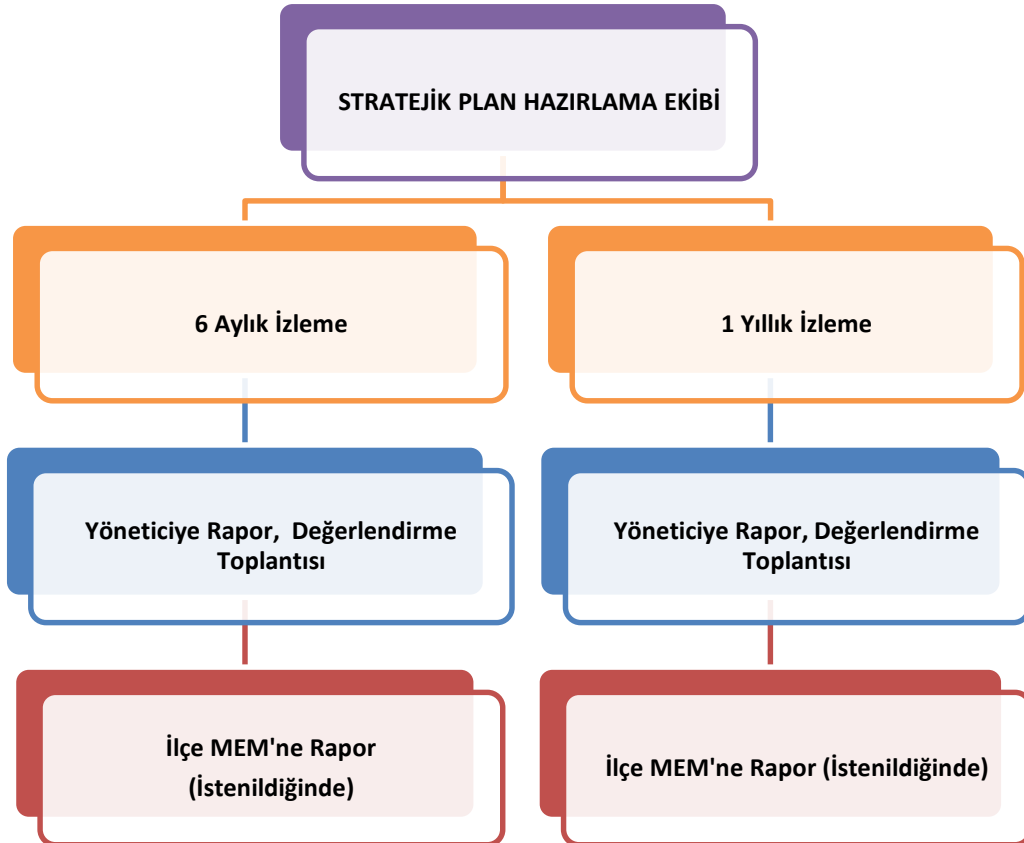 STRATEJİK PLAN HAZIRLAMA EKİBİ
6 Aylık İzleme
1 Yıllık İzleme
Yöneticiye Rapor, Değerlendirme
Toplantısı
Yöneticiye Rapor, Değerlendirme
Toplantısı
İlçe MEM'ne Rapor
(İstenildiğinde)
İlçe MEM'ne Rapor (İstenildiğinde)